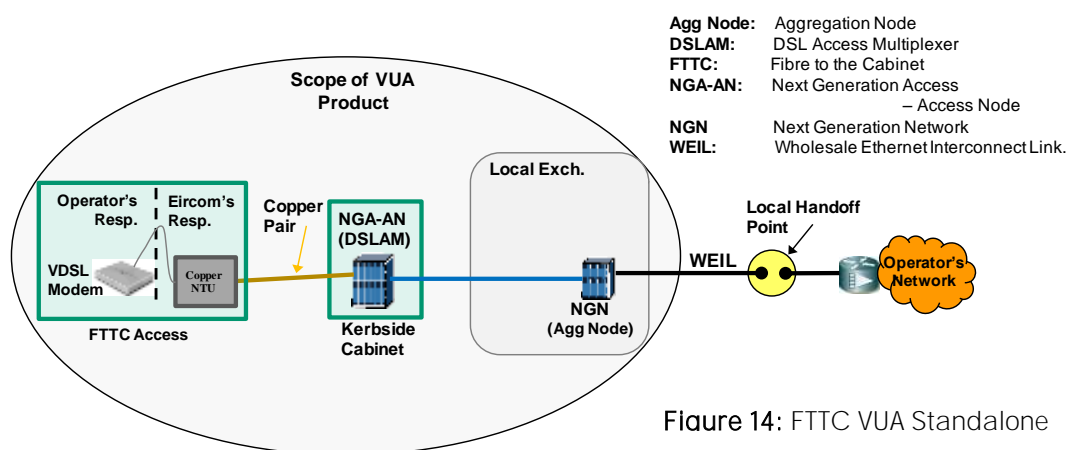 Agg Node: Aggregation Node
DSLAM: DSL Access Multiplexer
FTTC: Fibre to the Cabinet
NGA-AN: Next Generation Access
– Access Node
NGN Next Generation Network
WEIL: Wholesale Ethernet Interconnect Link.
Scope of VUA
Product
Local Exch.
Operator's
Resp.
Eircom's
Resp.
VDSL
Modem
Copper
NTU
FTTC Access
Copper
Pair
NGA-AN
(DSLAM)
Kerbside
Cabinet
NGN
(Agg Node)
WEIL
Local Handoff
Point
Operator's
Network
Figure 14: FTTC VUA Standalone